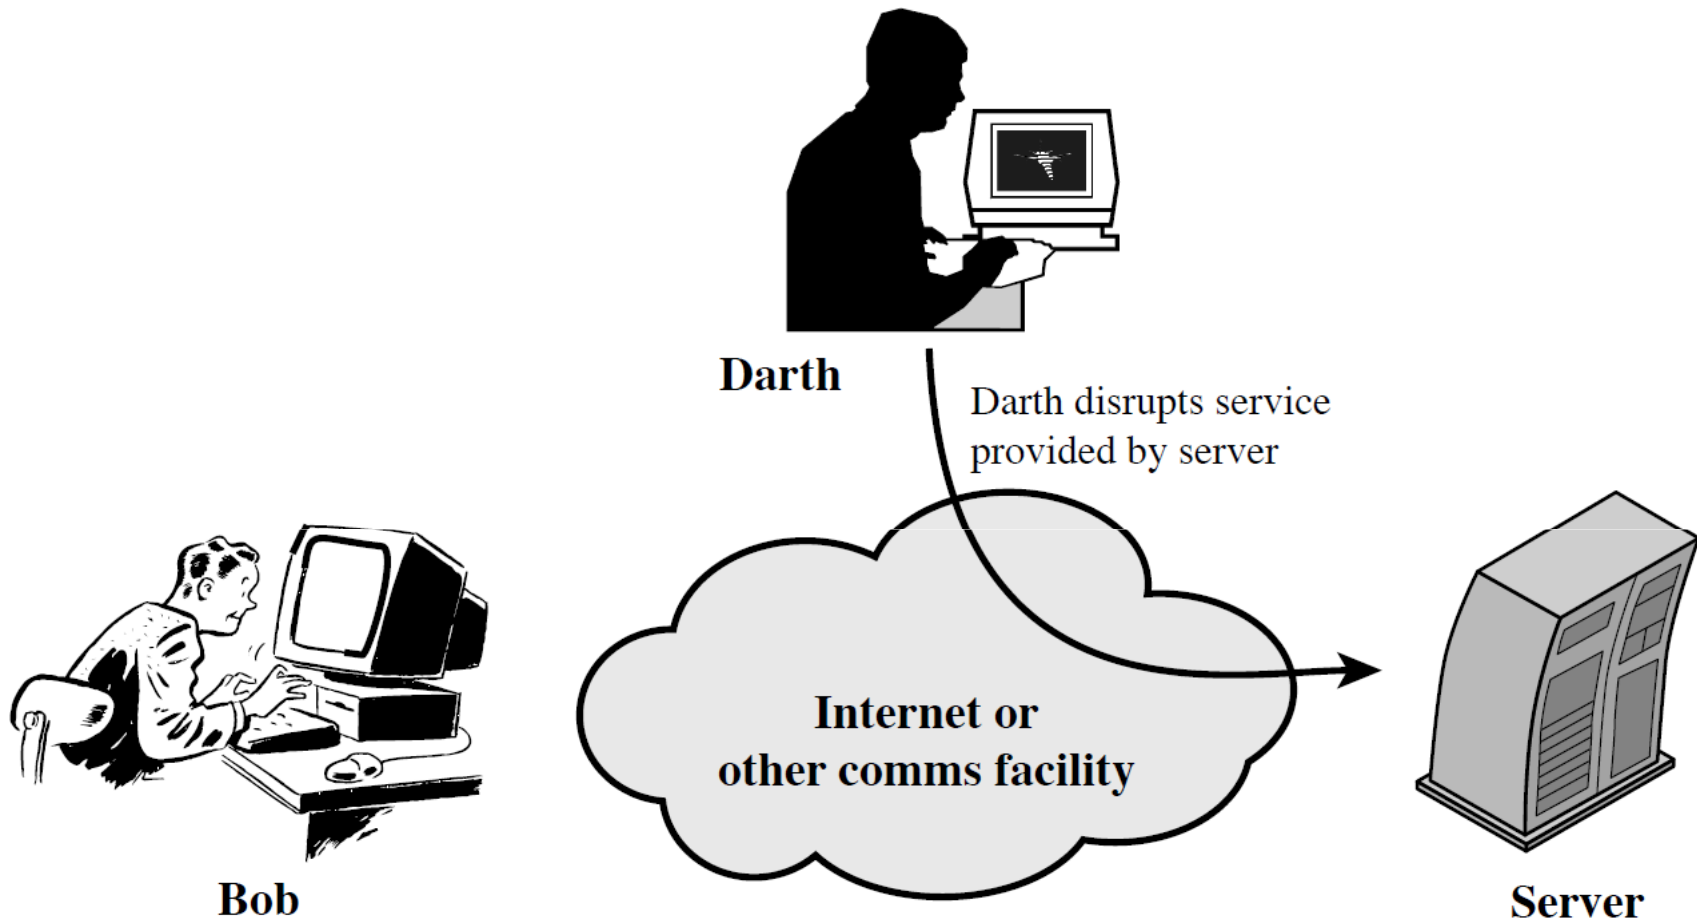 Darth
Darth disrupts service
provided by server
Internet or
other comms facility
Bob
Server